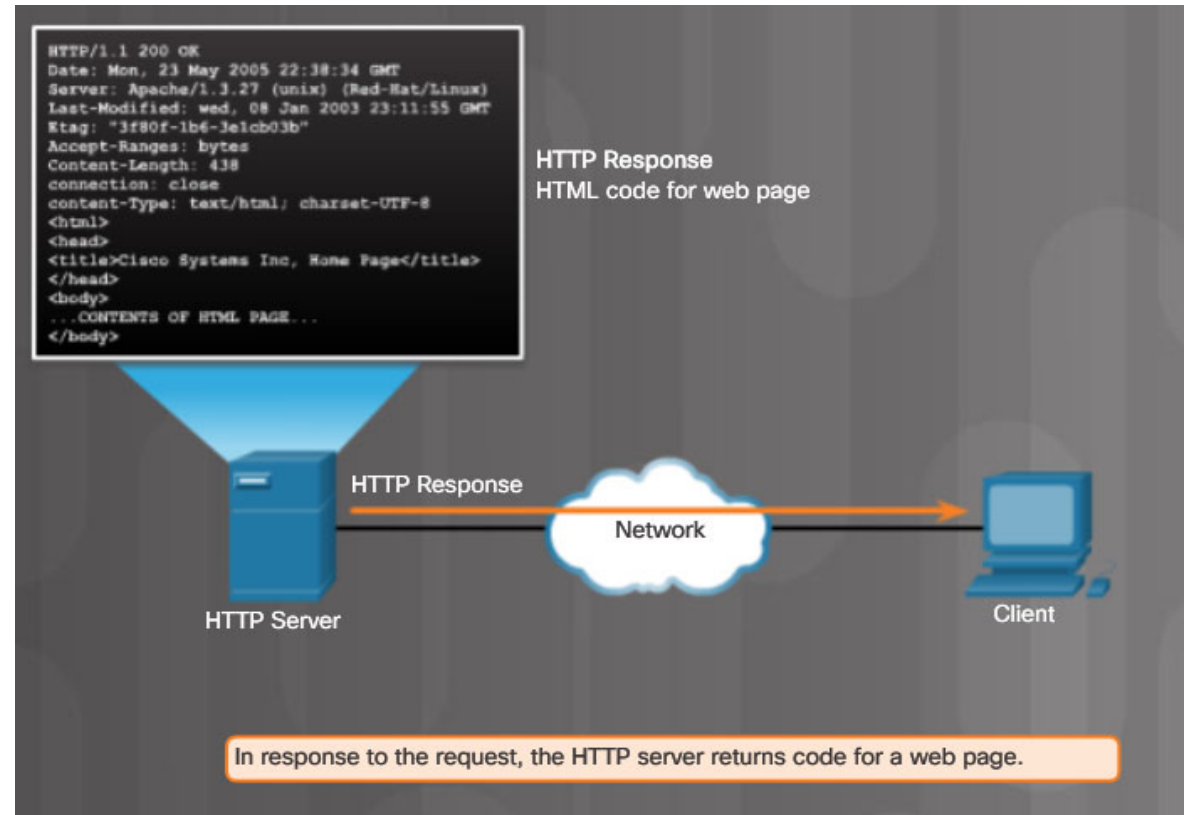 HTTP/1.1 200 OK
Date: Mon, 23 May 2005 22:38:34 GMT
Server: Apache/1.3.27 (unix) (Red-Hat/Linux)
Last-Modified: wed, 08 Jan 2003 23:11:55 GMT
Etag: "3f80f-1b6-3e1cb03b"
Accept-Ranges: bytes
Content-Length: 438
connection: close
content-Type: text/html; charset-UTF-8
<html>
<head>
<title>Cisco Systems Inc, Home Page</title>
</head>
<body>
...CONTENTS OF HTML PAGE...
</body>
HTTP Response
HTML code for web page
HTTP Response
Network
HTTP Server
Client
In response to the request, the HTTP server returns code for a web page.